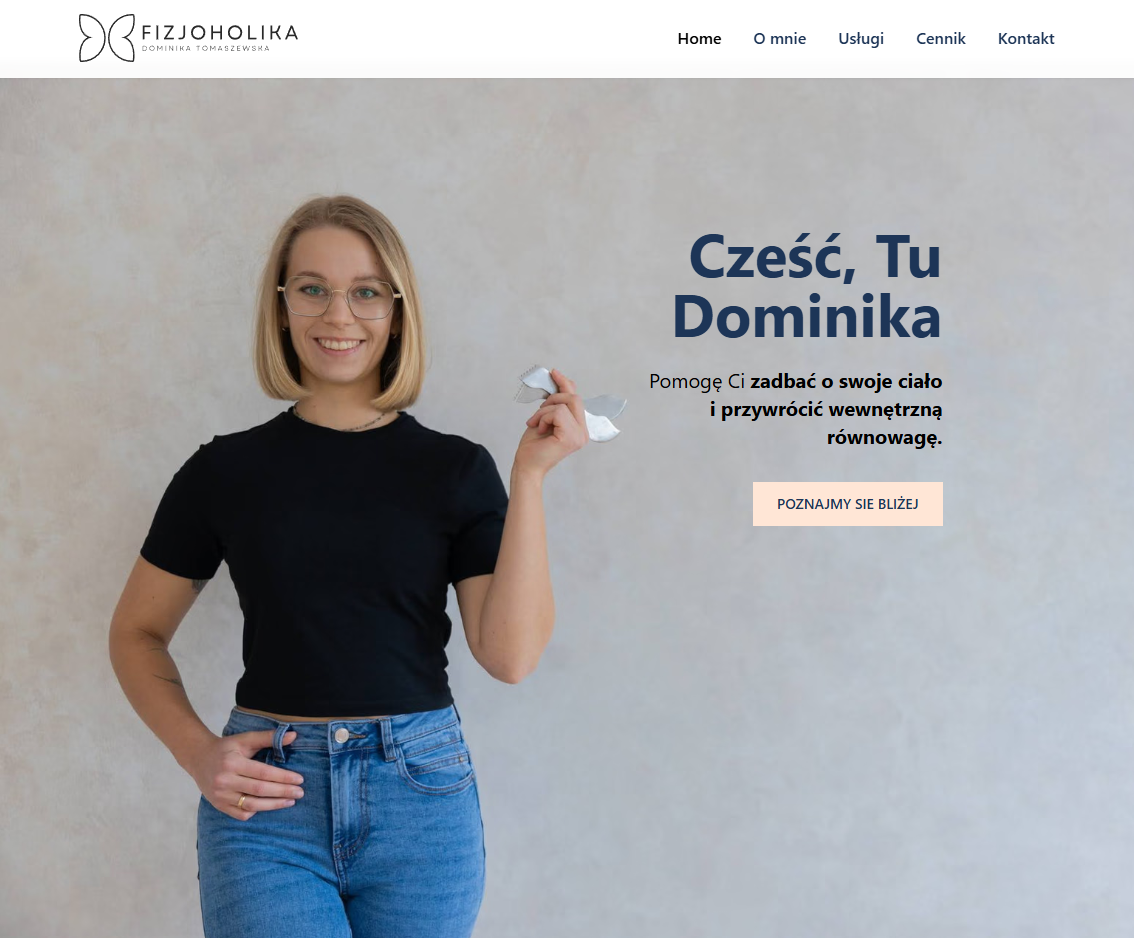 FIZJOHOLIKA
DOMINIKA TOMASZEWSKA
Home O mnie Usługi Cennik Kontakt
Cześć, Tu
Dominika
Pomogę Ci zadbać o swoje ciało
i przywrócić wewnętrzną
równowagę.
POZNAJMY SIE BLIŻEJ